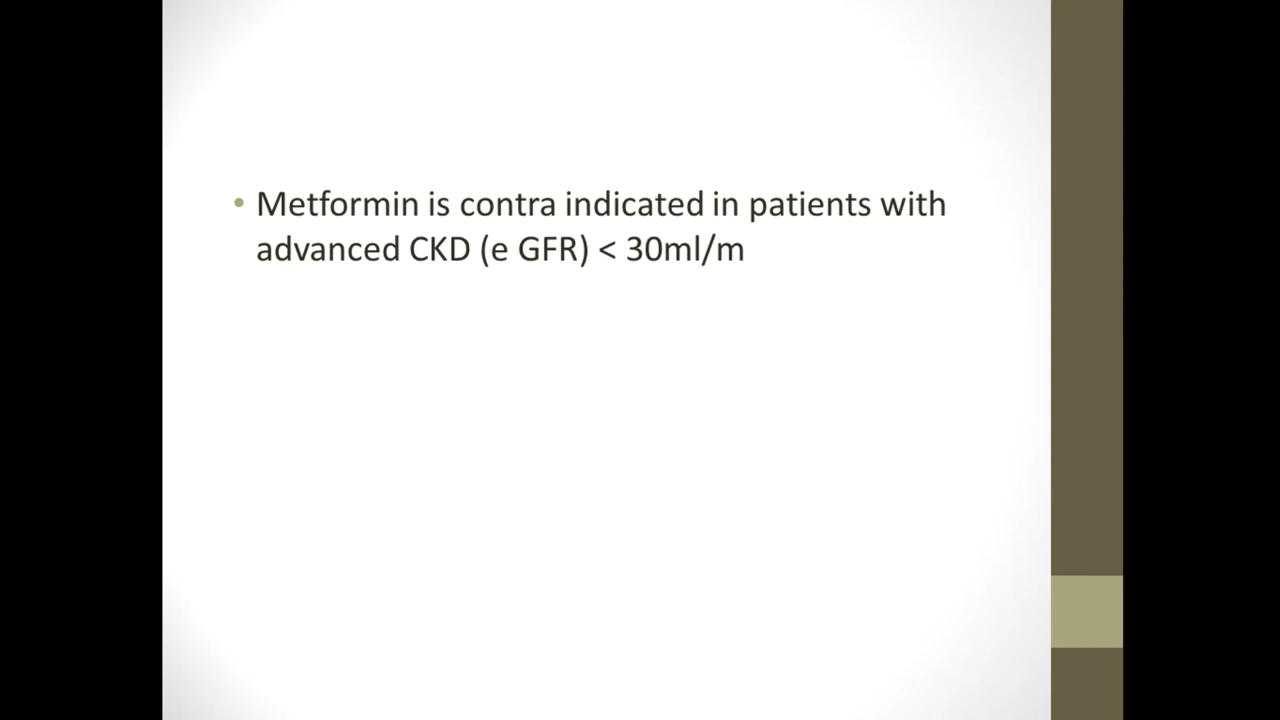 • Metformin is contra indicated in patients with
advanced CKD (e GFR) < 30ml/m